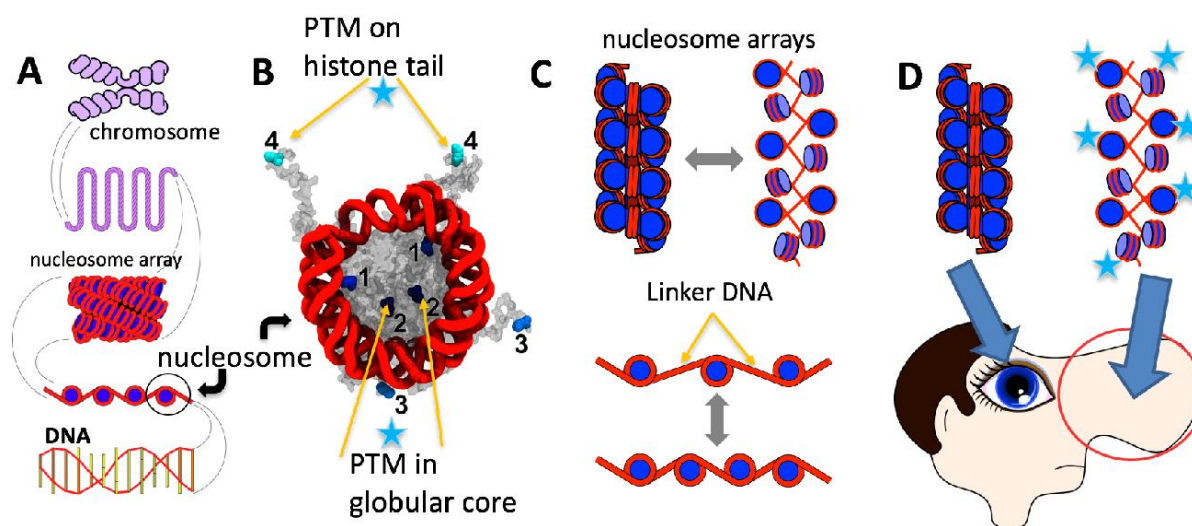 A
chromosome
nucleosome array
nucleosome
DNA
B
PTM on
histone tail
4
4
1
1
2
2
3
3
PTM in
globular core
C
nucleosome arrays
Linker DNA
D